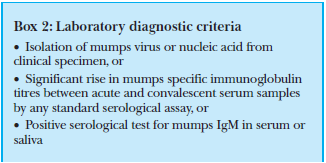 Box 2: Laboratory diagnostic criteria
• Isolation of mumps virus or nucleic acid from
clinical specimen, or
• Significant rise in mumps specific immunoglobulin
titres between acute and convalescent serum samples
by any standard serological assay, or
• Positive serological test for mumps IgM in serum or
saliva